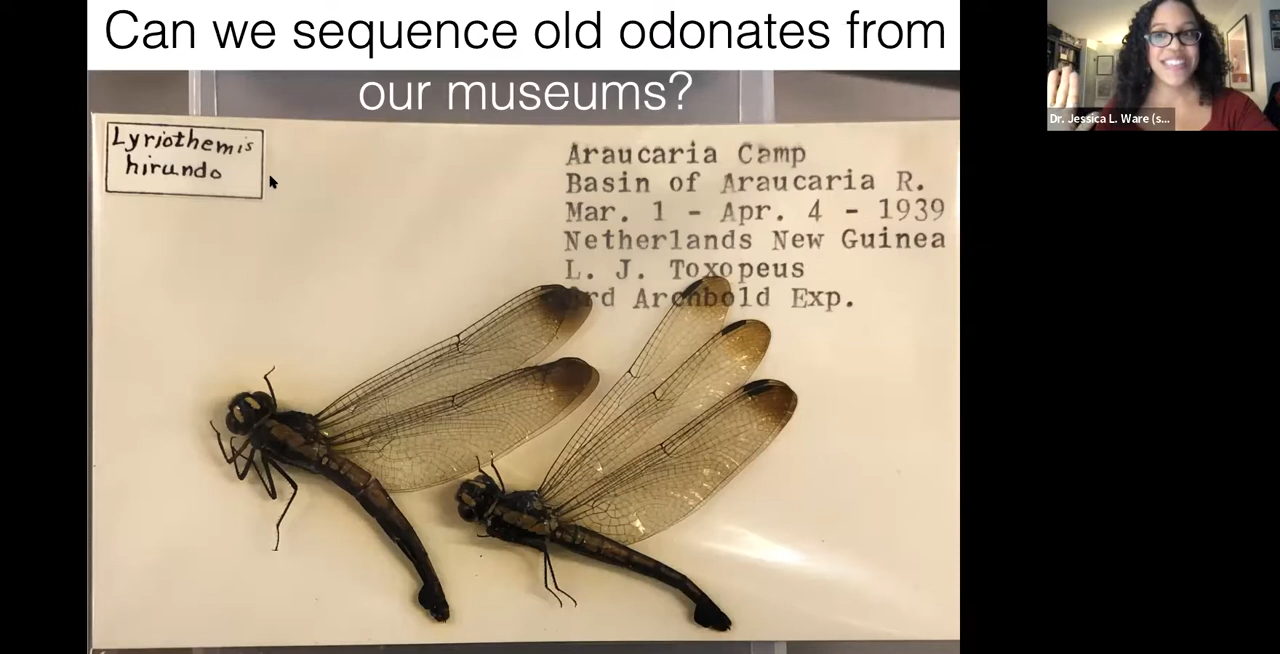 Can we sequence old odonates from
our museums?
Lyriothemis
hirundo
Araucaria Camp
Basin of Araucaria R.
Mar. 1 - Apr. 4 - 1939
Netherlands New Guinea
L. J. Toxopeus
3rd Archbold Exp.
Dr. Jessica L. Ware (s...